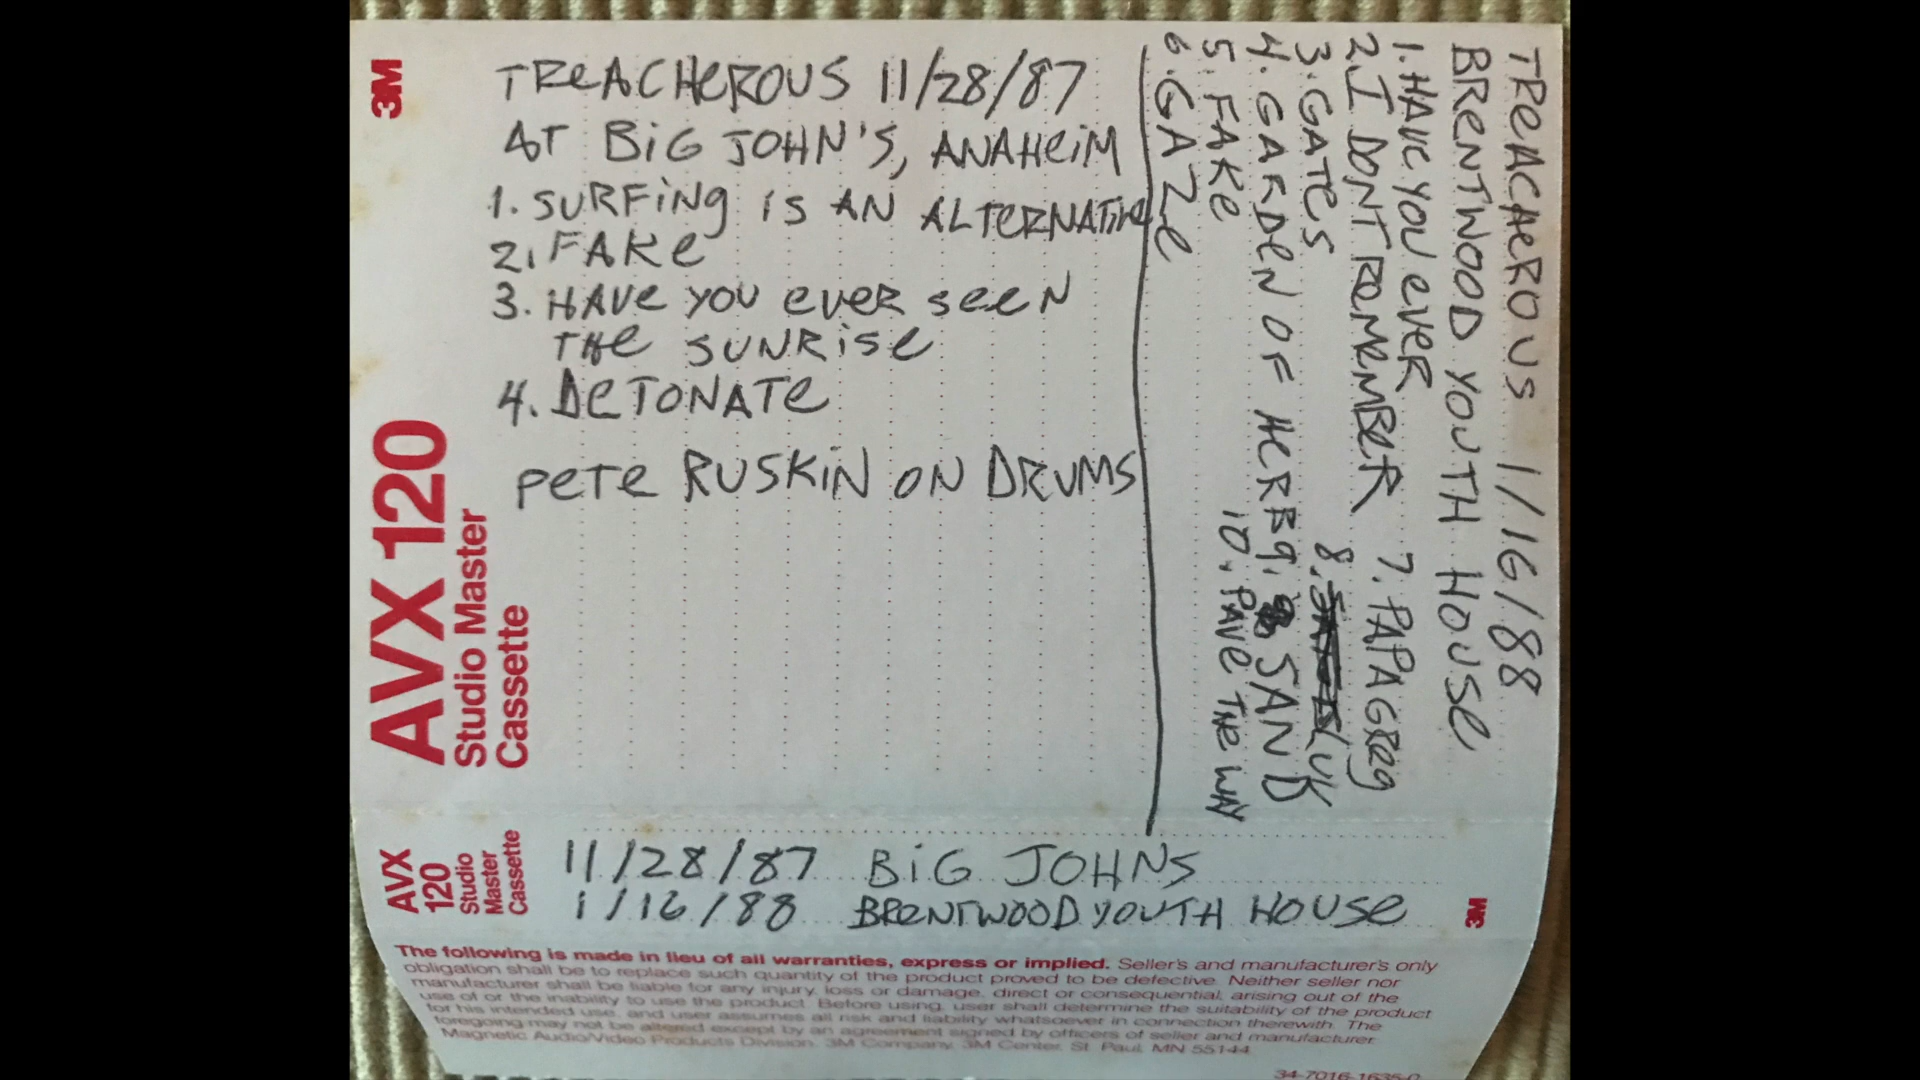 3M
TReACHeROUS 11/28/87
AT BiG JOHN'S, ANAHeiM
1. SURFiNg iS AN ALTeRNATive
2. FAKe
3. HAVe YOU eveR seeN
THe SUNRiSe
4. DeTONATe
PeTe RUSKiN ON DRUMS
TReACHeROUS 1/16/88
BReNTWOOD YOUTH HOUSe
1. HAVe YOU eVeR
2. I DONT ReMeMBeR
3. GATeS
4. GARDeN OF HeRB
5. FAKe
6. GAZe
7. PAPA GReg
8. LUK
9. SAND
10. PAVe THe WAY
AVX 120
Studio Master
Cassette
AVX
120
Studio
Master
Cassette
11/28/87 BiG JOHNS
1/16/88 BReNTWOOD YOUTH HOUSe
3M
The following is made in lieu of all warranties, express or implied. Seller's and manufacturer's only
obligation shall be to replace such quantity of the product proved to be defective. Neither seller nor
manufacturer shall be liable for any injury, loss or damage, direct or consequential, arising out of the
use of or the inability to use the product. Before using, user shall determine the suitability of the product
for his intended use, and user assumes all risk and liability whatsoever in connection therewith. The
foregoing may not be altered except by an agreement signed by officers of seller and manufacturer.
Magnetic Audio/Video Products Division, 3M Company, 3M Center, St. Paul, MN 55144
34-7016-1635-0